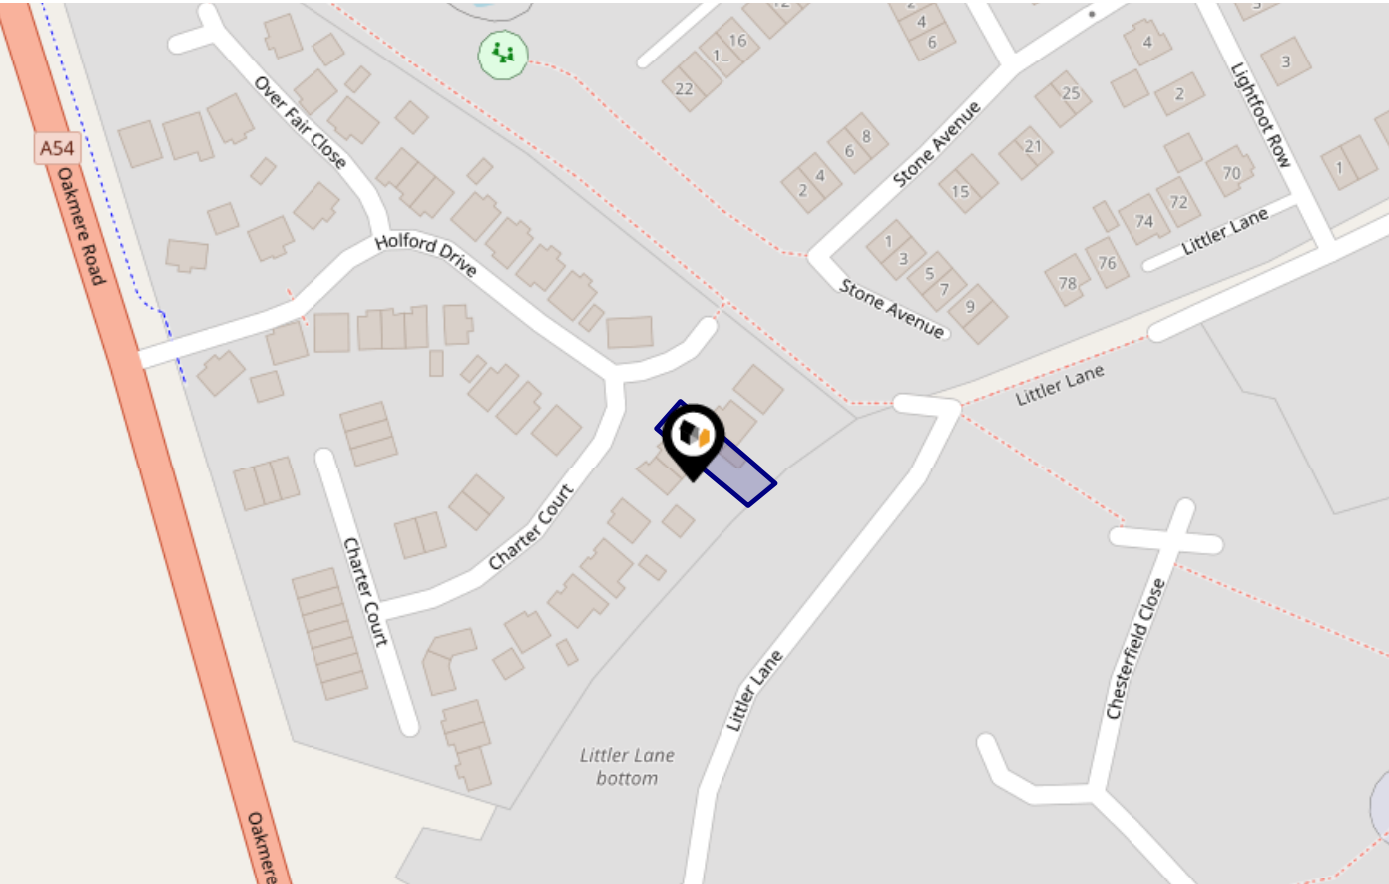 12
4
6
16
1..
22
Over Fair Close
A54
Oakmere Road
Holford Drive
8
6
4
2
Stone Avenue
25
21
15
4
2
3
Lightfoot Row
1
70
72
74
76
78
Littler Lane
1
3
5
7
9
Stone Avenue
Littler Lane
Charter Court
Charter Court
Chesterfield Close
Littler Lane
Littler Lane
bottom
Oakmere